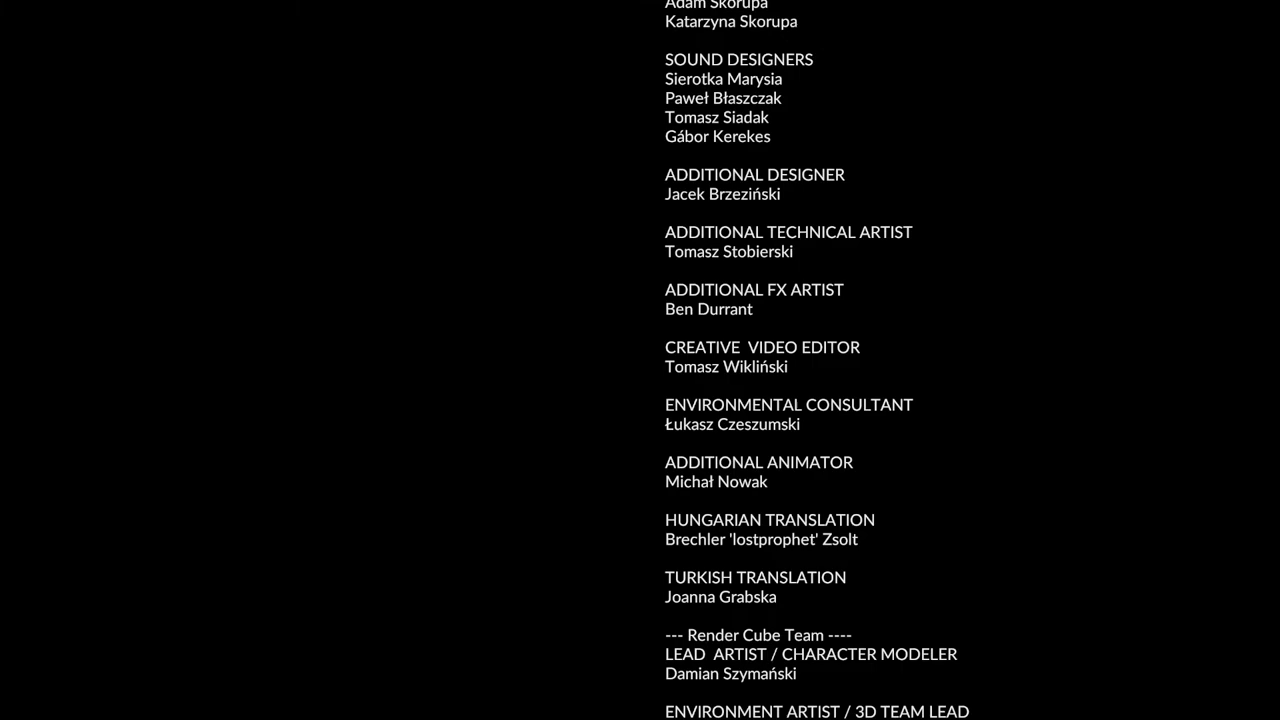 Adam Skorupa
Katarzyna Skorupa
SOUND DESIGNERS
Sierotka Marysia
Paweł Błaszczak
Tomasz Siadak
Gábor Kerekes
ADDITIONAL DESIGNER
Jacek Brzeziński
ADDITIONAL TECHNICAL ARTIST
Tomasz Stobierski
ADDITIONAL FX ARTIST
Ben Durrant
CREATIVE  VIDEO EDITOR
Tomasz Wikliński
ENVIRONMENTAL CONSULTANT
Łukasz Czeszumski
ADDITIONAL ANIMATOR
Michał Nowak
HUNGARIAN TRANSLATION
Brechler 'lostprophet' Zsolt
TURKISH TRANSLATION
Joanna Grabska
--- Render Cube Team ----
LEAD  ARTIST / CHARACTER MODELER
Damian Szymański
ENVIRONMENT ARTIST / 3D TEAM LEAD